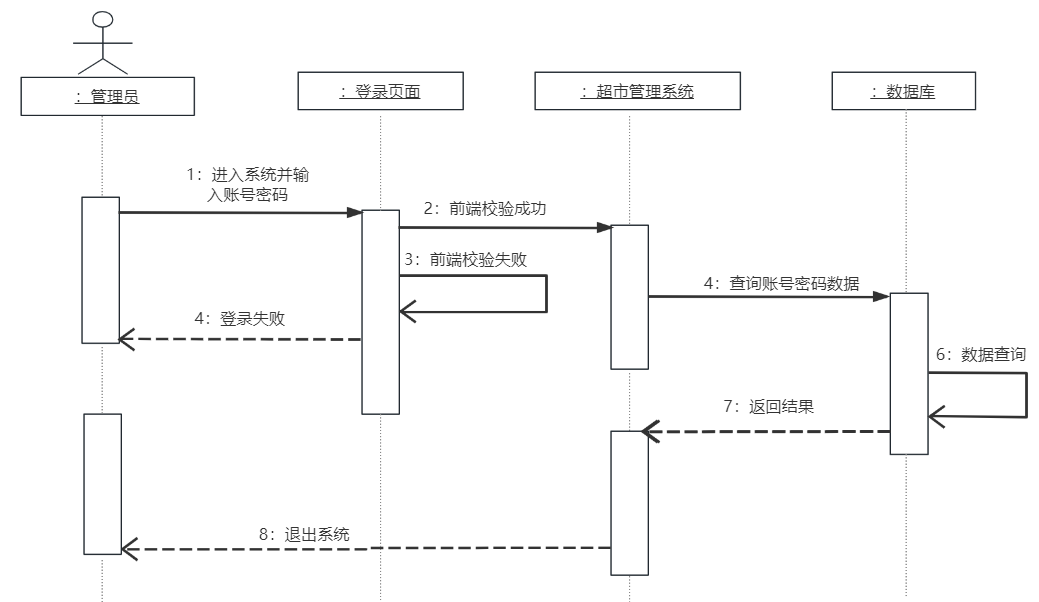 ：管理员
：登录页面
：超市管理系统
：数据库
1：进入系统并输
入账号密码
2：前端校验成功
3：前端校验失败
4：查询账号密码数据
4：登录失败
6：数据查询
7：返回结果
8：退出系统